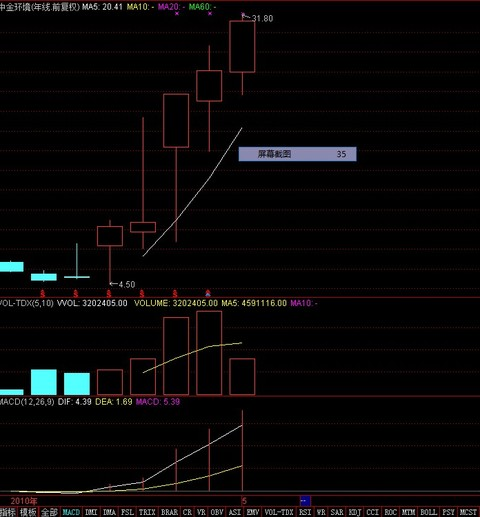 中金环境(年线.前复权) MA5: 20.41 MA10: - MA20: - MA60: -
31.80
屏幕截图 35
4.50
VOL-TDX(5,10) VVOL: 3202405.00 VOLUME: 3202405.00 MA5: 4591116.00 MA10: -
MACD(12,26,9) DIF: 4.39 DEA: 1.69 MACD: 5.39
2010年 5
指标 模板 全部 MACD DMI DMA FSL TRIX BRAR CR VR OBV ASI EMV VOL-TDX RSI WR SAR KDJ CCI ROC MTM BOLL PSY MCST